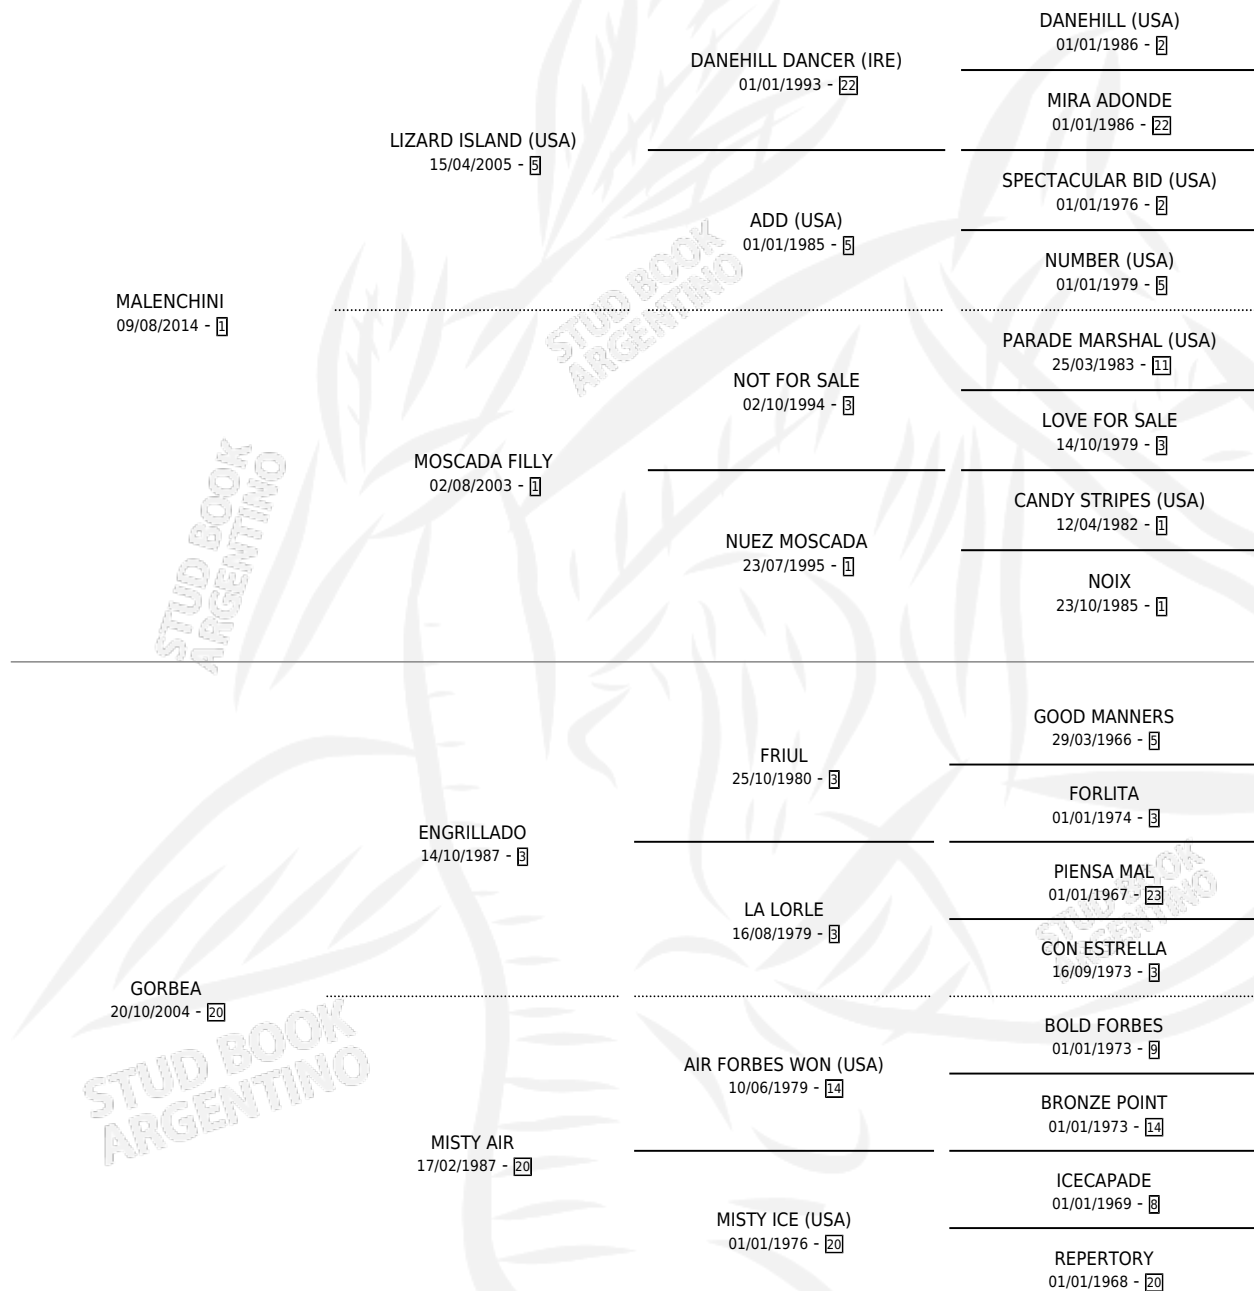 DANEHILL (USA)
01/01/1986 - 2
DANEHILL DANCER (IRE)
01/01/1993 - 22
MIRA ADONDE
01/01/1986 - 22
LIZARD ISLAND (USA)
15/04/2005 - 5
SPECTACULAR BID (USA)
01/01/1976 - 2
ADD (USA)
01/01/1985 - 5
NUMBER (USA)
01/01/1979 - 5
MALENCHINI
09/08/2014 - 1
PARADE MARSHAL (USA)
25/03/1983 - 11
NOT FOR SALE
02/10/1994 - 3
LOVE FOR SALE
14/10/1979 - 3
MOSCADA FILLY
02/08/2003 - 1
CANDY STRIPES (USA)
12/04/1982 - 1
NUEZ MOSCADA
23/07/1995 - 1
NOIX
23/10/1985 - 1
STUD BOOK
ARGENTINO
STUD BOOK
ARGENTINO
GOOD MANNERS
29/03/1966 - 5
FRIUL
25/10/1980 - 3
FORLITA
01/01/1974 - 3
ENGRILLADO
14/10/1987 - 3
PIENSA MAL
01/01/1967 - 23
LA LORLE
16/08/1979 - 3
CON ESTRELLA
16/09/1973 - 3
STUD BOOK
ARGENTINO
GORBEA
20/10/2004 - 20
BOLD FORBES
01/01/1973 - 9
AIR FORBES WON (USA)
10/06/1979 - 14
BRONZE POINT
01/01/1973 - 14
MISTY AIR
17/02/1987 - 20
ICECAPADE
01/01/1969 - 8
MISTY ICE (USA)
01/01/1976 - 20
REPERTORY
01/01/1968 - 20
STUD BOOK
ARGENTINO